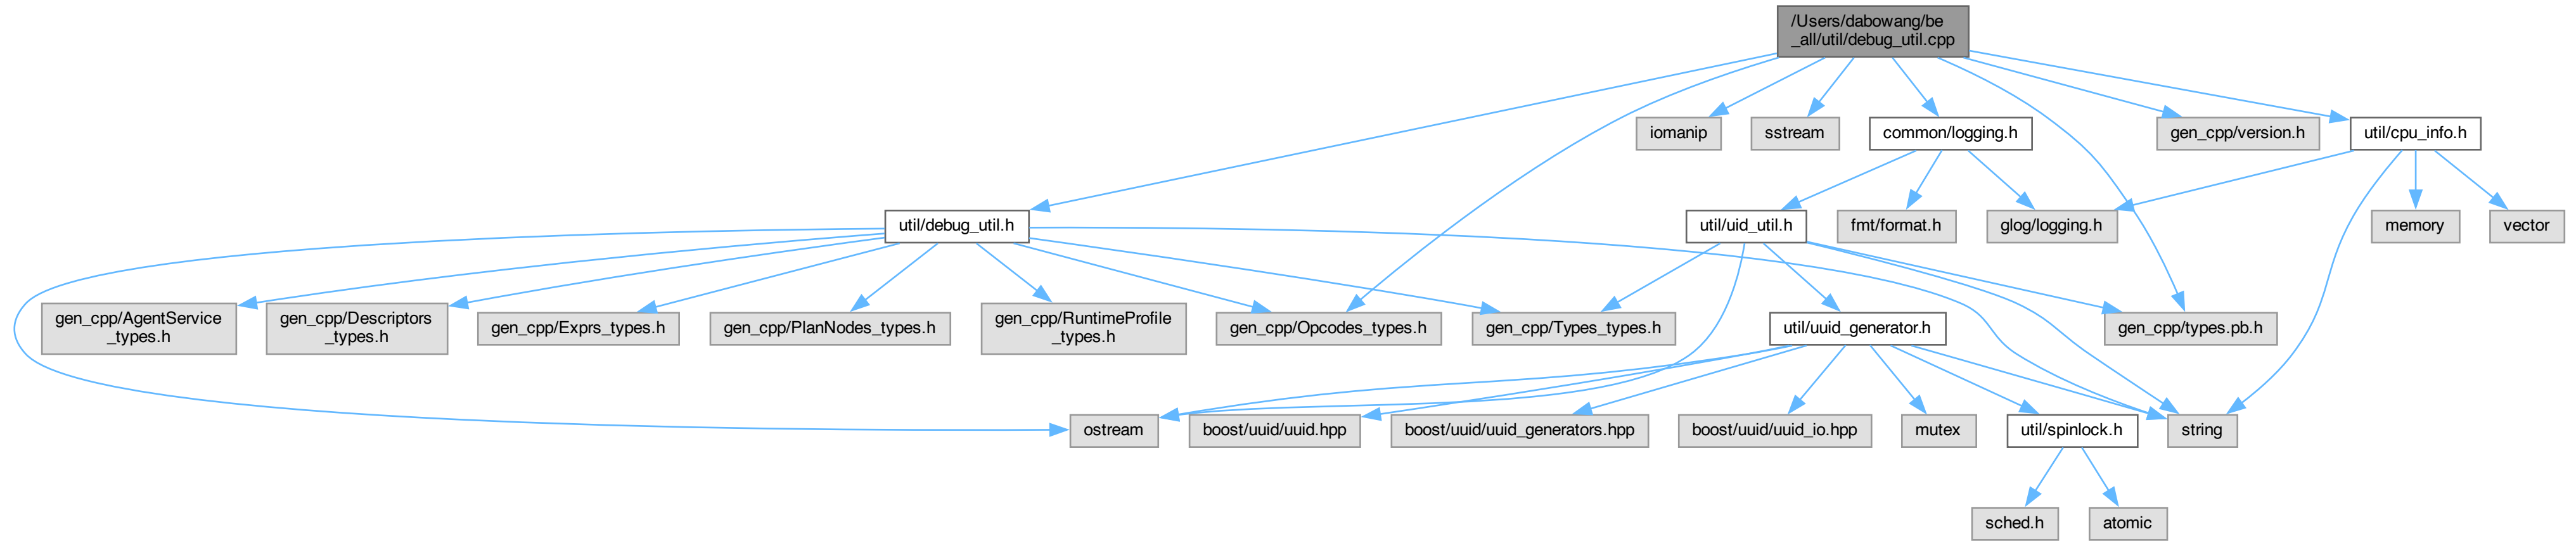 /Users/dabowang/be
_all/util/debug_util.cpp
iomanip
sstream
common/logging.h
gen_cpp/version.h
util/cpu_info.h
util/debug_util.h
util/uid_util.h
fmt/format.h
glog/logging.h
memory
vector
gen_cpp/AgentService
_types.h
gen_cpp/Descriptors
_types.h
gen_cpp/Exprs_types.h
gen_cpp/PlanNodes_types.h
gen_cpp/RuntimeProfile
_types.h
gen_cpp/Opcodes_types.h
gen_cpp/Types_types.h
util/uuid_generator.h
gen_cpp/types.pb.h
ostream
boost/uuid/uuid.hpp
boost/uuid/uuid_generators.hpp
boost/uuid/uuid_io.hpp
mutex
util/spinlock.h
string
sched.h
atomic